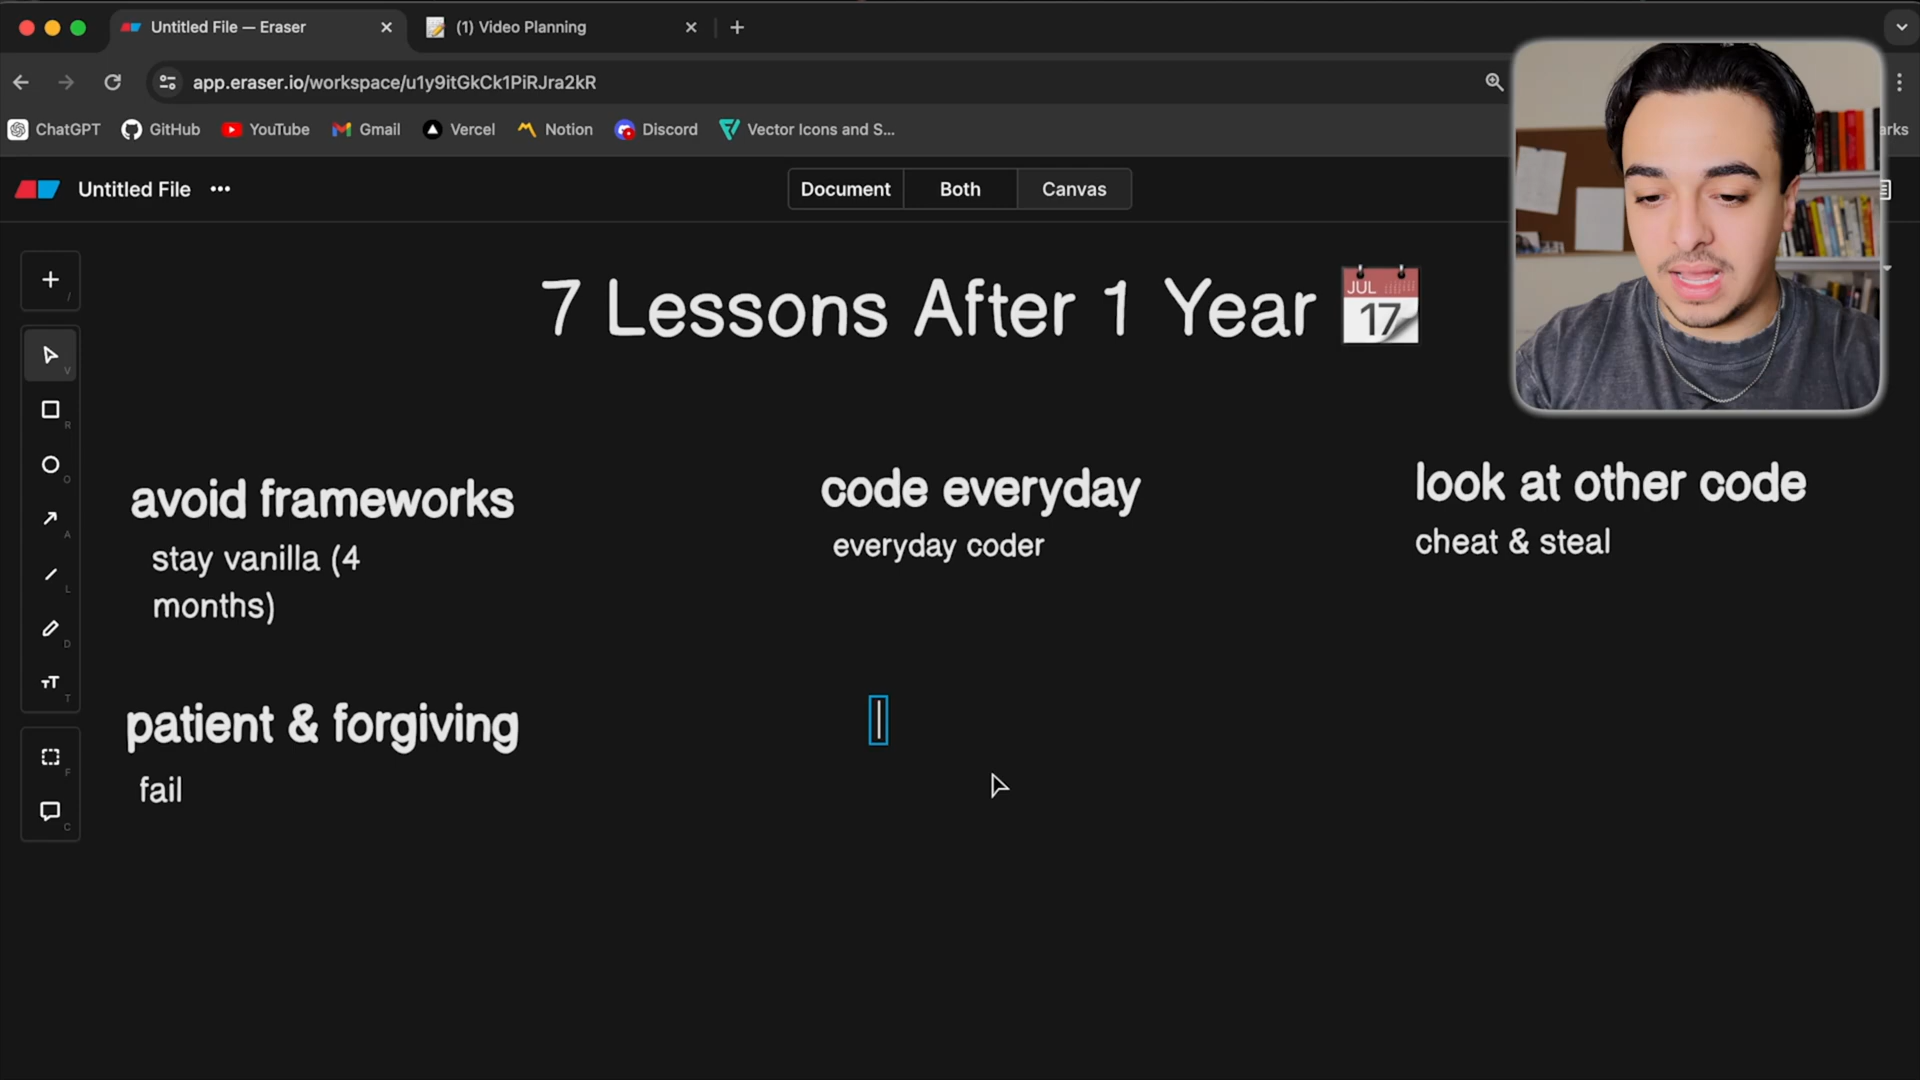 Untitled File — Eraser
(1) Video Planning
app.eraser.io/workspace/u1y9itGkCk1PiRJra2kR
ChatGPT GitHub YouTube Gmail Vercel Notion Discord Vector Icons and S... arks
Untitled File ••• Document Both Canvas
7 Lessons After 1 Year JUL 17
avoid frameworks
stay vanilla (4
months)
code everyday
everyday coder
look at other code
cheat & steal
patient & forgiving
fail
/
V
R
O
A
L
D
T
F
C